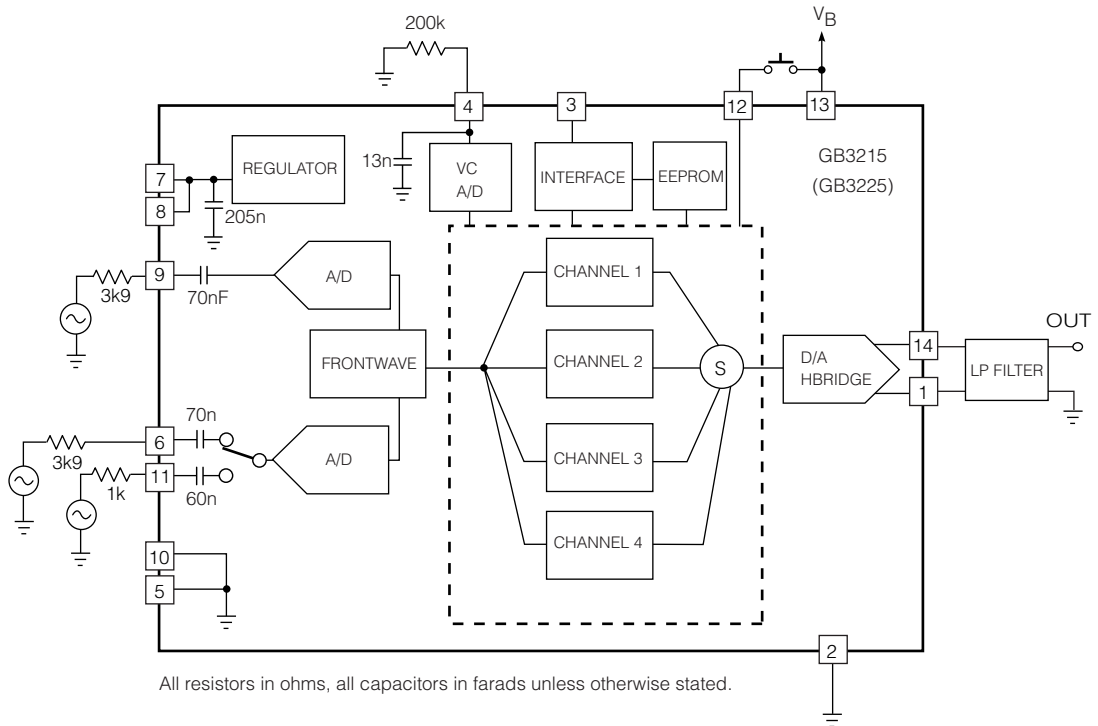 200k
VB
4
3
12
13
GB3215
(GB3225)
13n
VC
A/D
INTERFACE
EEPROM
7
REGULATOR
8
205n
9
3k9
70nF
A/D
CHANNEL 1
FRONTWAVE
CHANNEL 2
S
D/A
HBRIDGE
14
1
LP FILTER
OUT
6
3k9
70n
11
1k
60n
A/D
CHANNEL 3
CHANNEL 4
10
5
2
All resistors in ohms, all capacitors in farads unless otherwise stated.